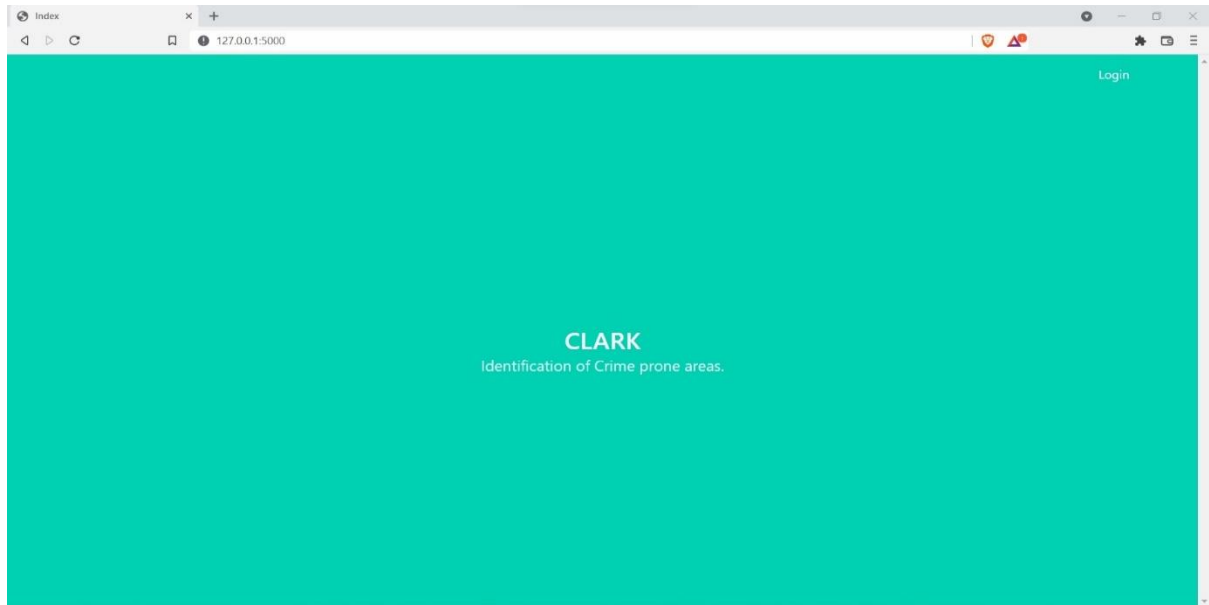 Index
127.0.0.1:5000
Login
CLARK
Identification of Crime prone areas.